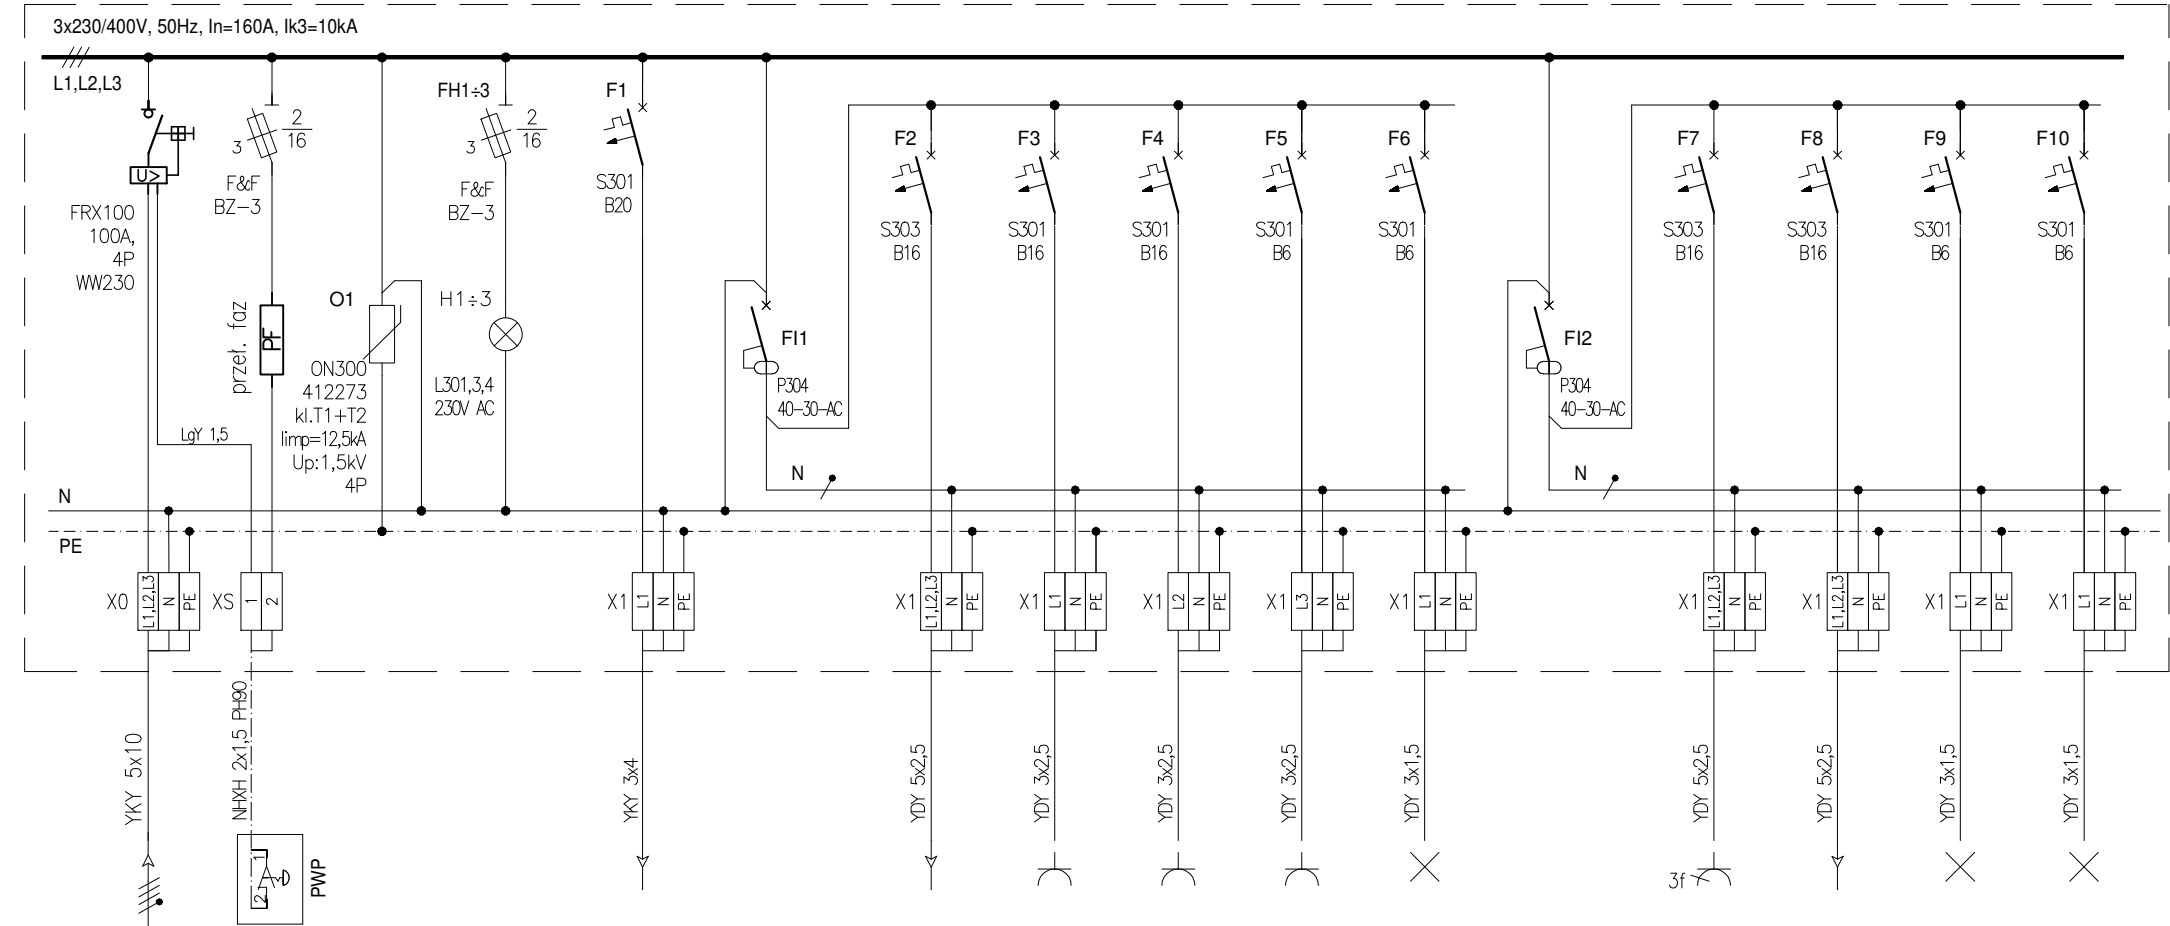 3x230/400V, 50Hz, In=160A, Ik3=10kA
L1,L2,L3
FRX100
100A,
4P
WW230
U>
3
2
16
F&F
BZ-3
przeł. faz
PF
LgY 1,5
O1
ON300
412273
kl.T1+T2
Iimp=12,5kA
Up:1,5kV
4P
FH1÷3
3
2
16
F&F
BZ-3
H1÷3
L301,3,4
230V AC
F1
S301
B20
FI1
P304
40-30-AC
N
F2
S303
B16
F3
S301
B16
F4
S301
B16
F5
S301
B6
F6
S301
B6
FI2
P304
40-30-AC
N
F7
S303
B16
F8
S303
B16
F9
S301
B6
F10
S301
B6
N
PE
X0 L1,L2,L3 N PE
XS 1 2
X1 L1 N PE
X1 L1,L2,L3 N PE
X1 L1 N PE
X1 L2 N PE
X1 L3 N PE
X1 L1 N PE
X1 L1,L2,L3 N PE
X1 L1,L2,L3 N PE
X1 L1 N PE
X1 L1 N PE
YKY 5x10
NHXH 2x1,5 PH90
YKY 3x4
YDY 5x2,5
YDY 3x2,5
YDY 3x2,5
YDY 3x2,5
YDY 3x1,5
YDY 5x2,5
YDY 5x2,5
YDY 3x1,5
YDY 3x1,5
1
2
PWP
3f